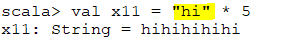 scala> val x11 = "hi" * 5
x11: String = hihihihihi